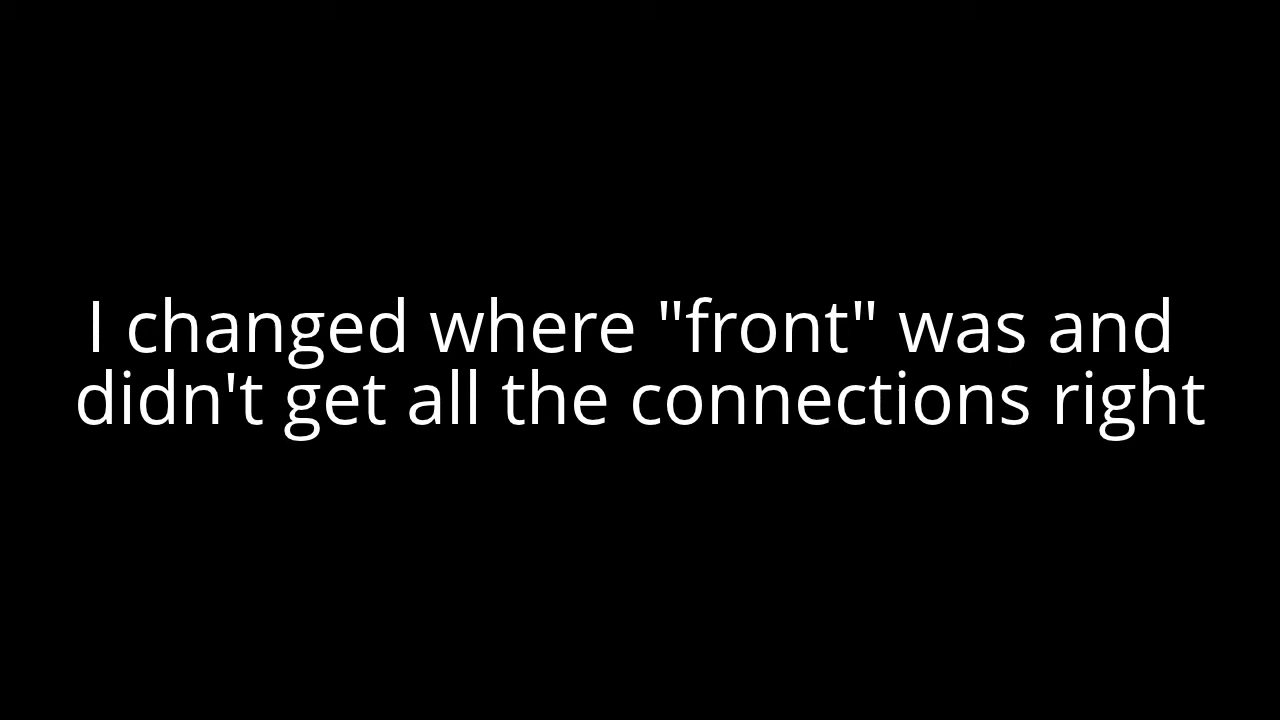 I changed where "front" was and
didn't get all the connections right